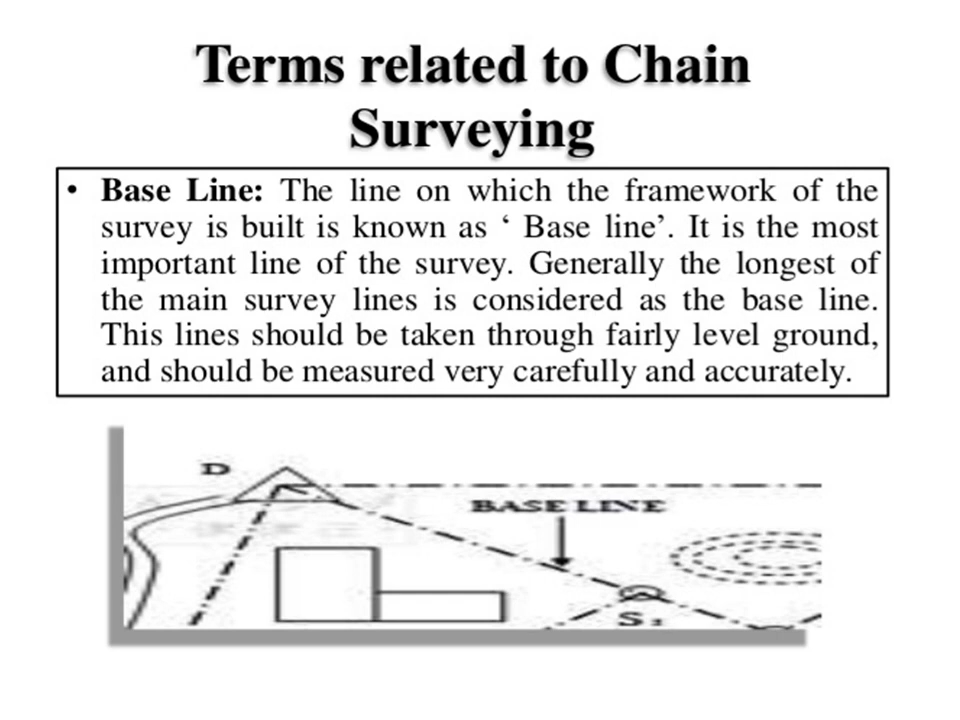 Terms related to Chain
Surveying
• Base Line: The line on which the framework of the
survey is built is known as ‘ Base line’. It is the most
important line of the survey. Generally the longest of
the main survey lines is considered as the base line.
This lines should be taken through fairly level ground,
and should be measured very carefully and accurately.
D
BASE LINE
S₂